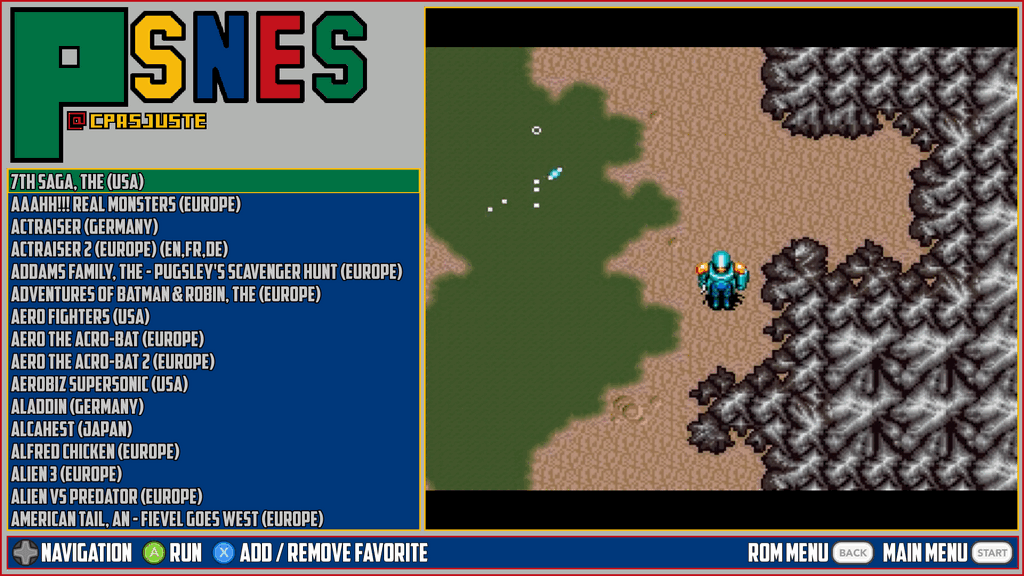 PSNES
@CPASJUSTE
7TH SAGA, THE (USA)
AAAHH!!! REAL MONSTERS (EUROPE)
ACTRAISER (GERMANY)
ACTRAISER 2 (EUROPE) (EN,FR,DE)
ADDAMS FAMILY, THE - PUGSLEY'S SCAVENGER HUNT (EUROPE)
ADVENTURES OF BATMAN & ROBIN, THE (EUROPE)
AERO FIGHTERS (USA)
AERO THE ACRO-BAT (EUROPE)
AERO THE ACRO-BAT 2 (EUROPE)
AEROBIZ SUPERSONIC (USA)
ALADDIN (GERMANY)
ALCAHEST (JAPAN)
ALFRED CHICKEN (EUROPE)
ALIEN 3 (EUROPE)
ALIEN VS PREDATOR (EUROPE)
AMERICAN TAIL, AN - FIEVEL GOES WEST (EUROPE)
NAVIGATION A RUN X ADD / REMOVE FAVORITE ROM MENU BACK MAIN MENU START